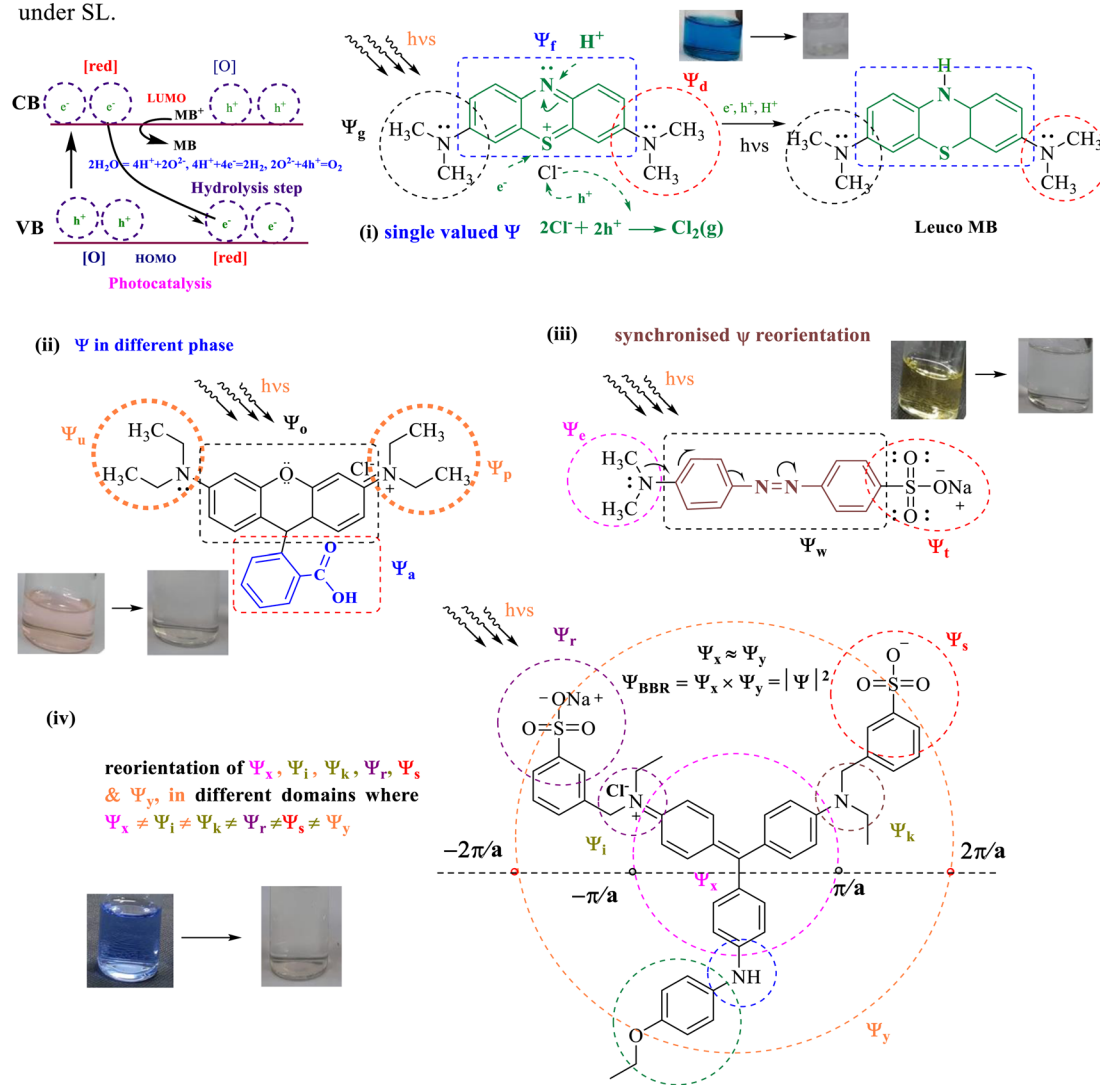 under SL.
[red] [O]
CB e⁻ e⁻ LUMO MB⁺ h⁺ h⁺
MB
2H₂O = 4H⁺+2O²⁻, 4H⁺+4e⁻=2H₂, 2O²⁻+4h⁺=O₂
Hydrolysis step
VB h⁺ h⁺ e⁻ e⁻
[O] HOMO [red]
Photocatalysis
hνs Ψf H⁺
Ψg H₃C N CH₃ N S + CH₃ N CH₃ Ψd
e⁻ Cl⁻ h⁺
(i) single valued Ψ 2Cl⁻ + 2h⁺ → Cl₂(g)
e⁻, h⁺, H⁺
hνs
H
N
H₃C N CH₃ S CH₃ N CH₃
Leuco MB
(ii) Ψ in different phase
hνs
Ψo
Ψu H₃C H₃C N O Cl⁻ N + CH₃ CH₃ Ψp
O
C
OH
Ψa
(iii) synchronised ψ reorientation
hνs
Ψe H₃C N CH₃ N=N O S O − ONa +
Ψw Ψt
(iv)
reorientation of Ψx , Ψi , Ψk, Ψr, Ψs
& Ψy, in different domains where
Ψx ≠ Ψi ≠ Ψk ≠ Ψr ≠Ψs ≠ Ψy
hνs
Ψr Ψs
Ψx ≈ Ψy
ΨBBR = Ψx × Ψy = |Ψ|²
− ONa +
O=S=O
O−
O=S=O
Cl⁻ N + N
Ψi Ψk
−2π/a −π/a Ψx π/a 2π/a
NH
O
Ψy